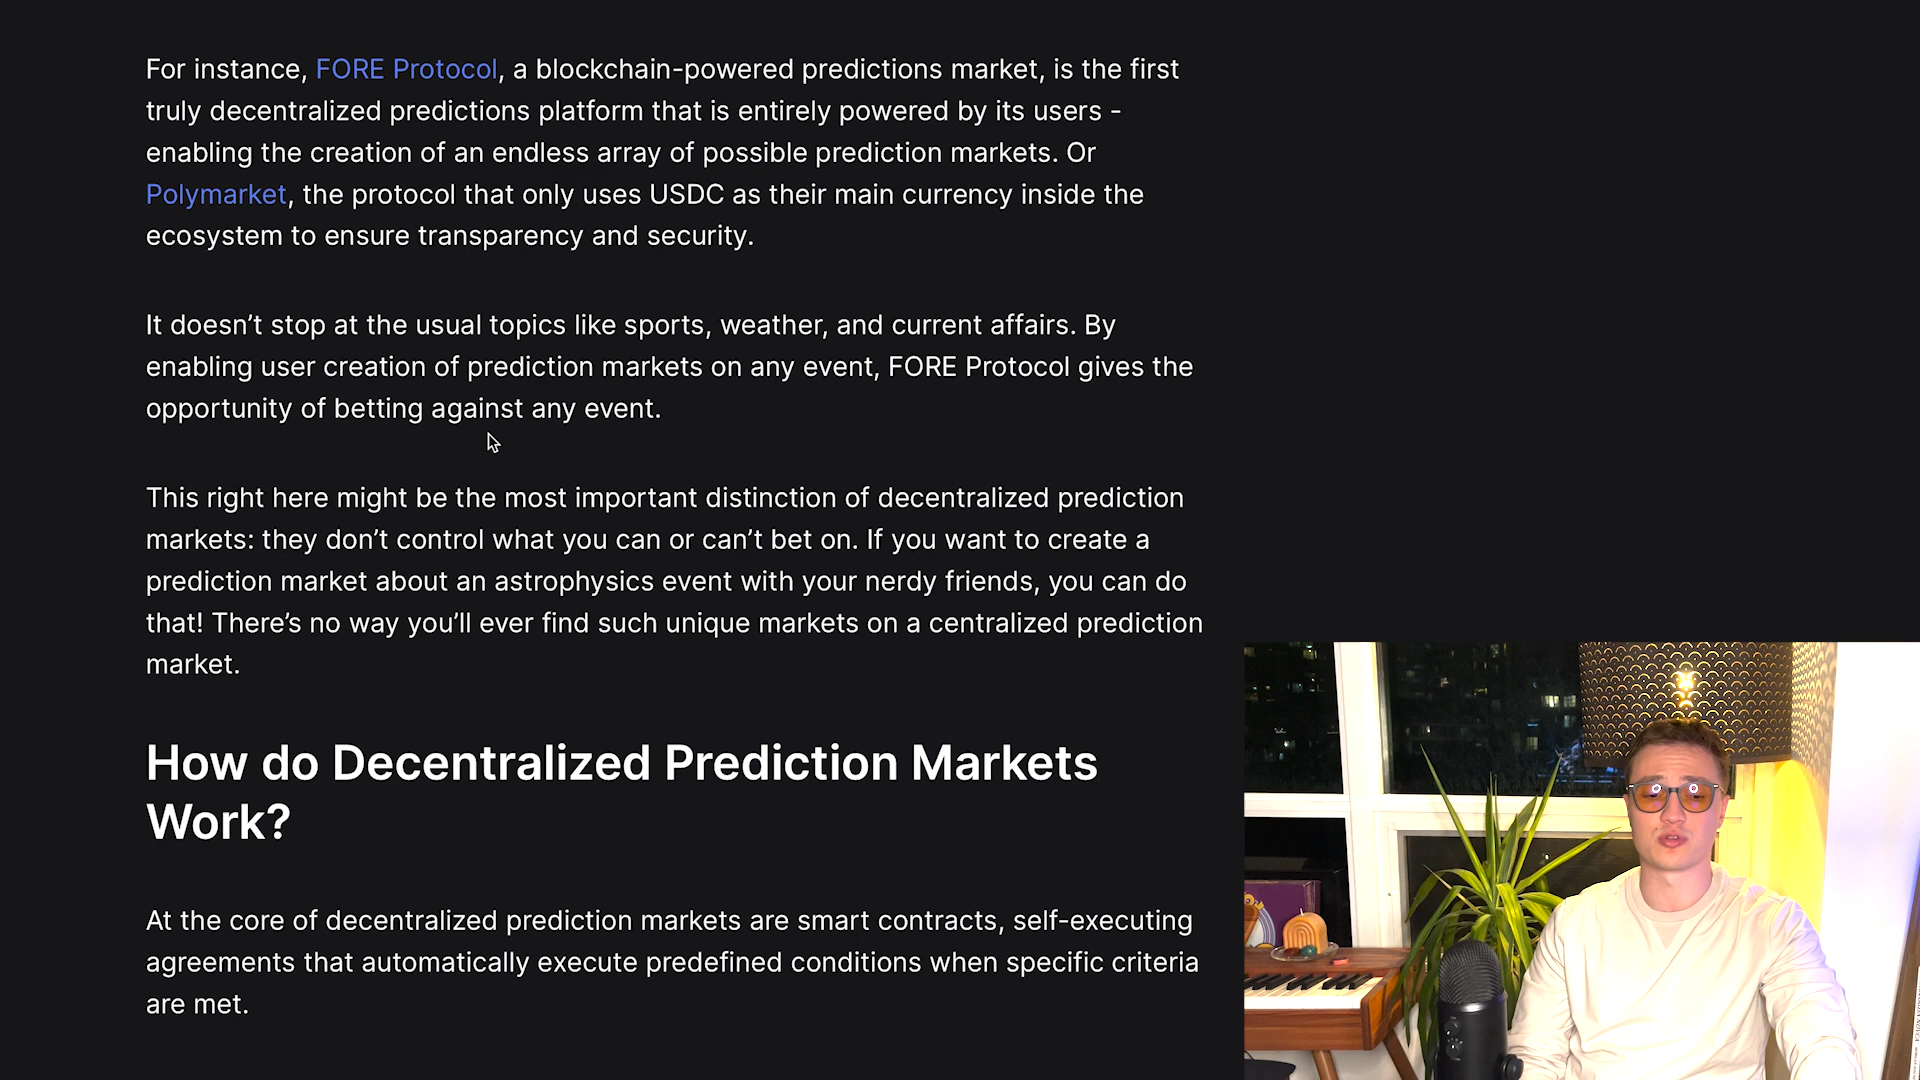 For instance, FORE Protocol, a blockchain-powered predictions market, is the first
truly decentralized predictions platform that is entirely powered by its users -
enabling the creation of an endless array of possible prediction markets. Or
Polymarket, the protocol that only uses USDC as their main currency inside the
ecosystem to ensure transparency and security.
It doesn’t stop at the usual topics like sports, weather, and current affairs. By
enabling user creation of prediction markets on any event, FORE Protocol gives the
opportunity of betting against any event.
This right here might be the most important distinction of decentralized prediction
markets: they don’t control what you can or can’t bet on. If you want to create a
prediction market about an astrophysics event with your nerdy friends, you can do
that! There’s no way you’ll ever find such unique markets on a centralized prediction
market.
How do Decentralized Prediction Markets
Work?
At the core of decentralized prediction markets are smart contracts, self-executing
agreements that automatically execute predefined conditions when specific criteria
are met.